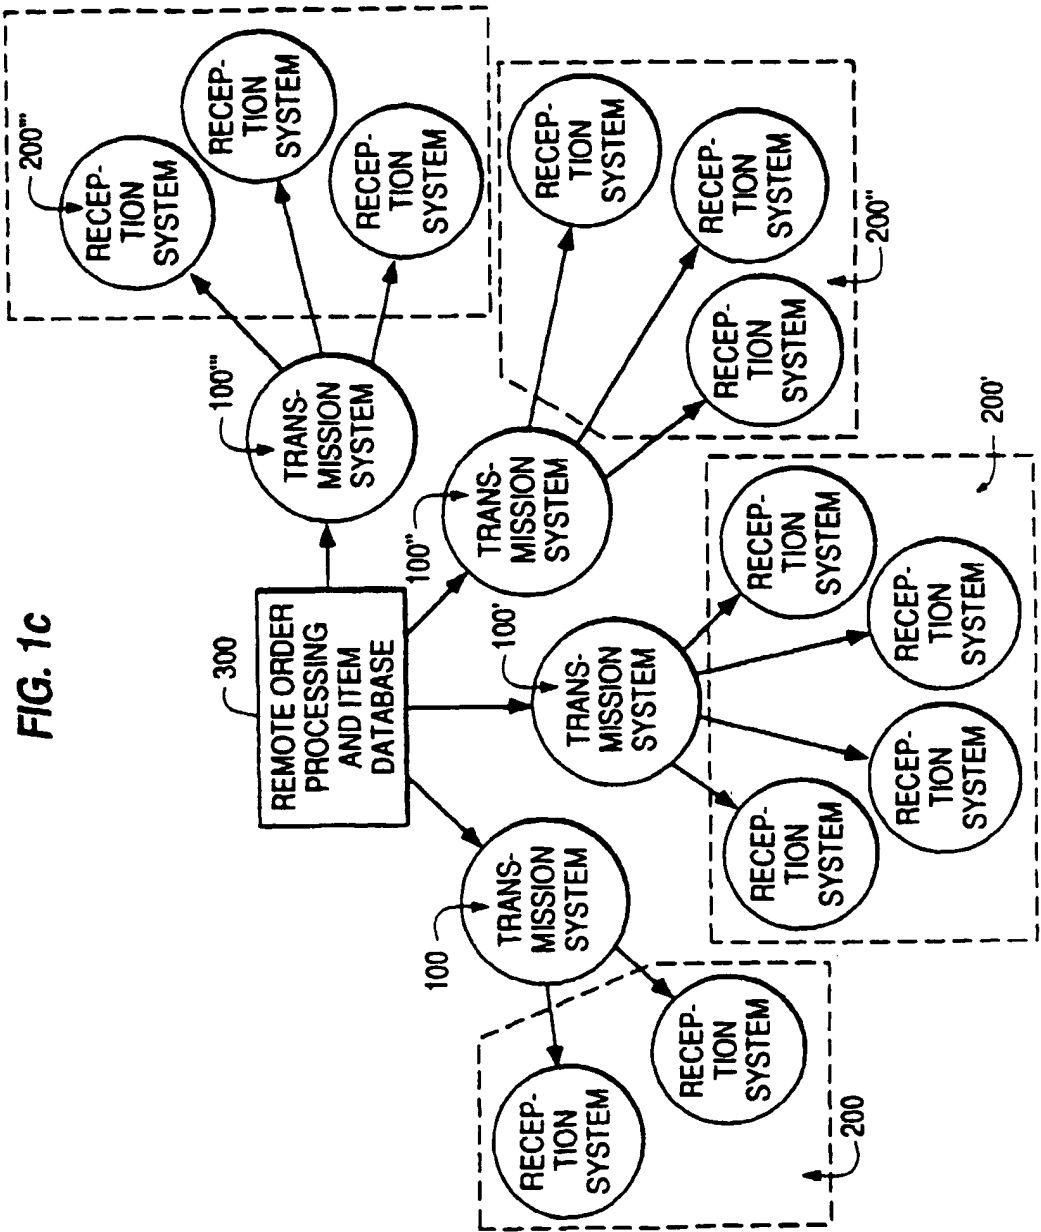 FIG. 1c
300
REMOTE ORDER
PROCESSING
AND ITEM
DATABASE
100
TRANS-
MISSION
SYSTEM
100'
TRANS-
MISSION
SYSTEM
100"
TRANS-
MISSION
SYSTEM
100'"
TRANS-
MISSION
SYSTEM
RECEP-
TION
SYSTEM
RECEP-
TION
SYSTEM
200
RECEP-
TION
SYSTEM
RECEP-
TION
SYSTEM
RECEP-
TION
SYSTEM
RECEP-
TION
SYSTEM
200'
RECEP-
TION
SYSTEM
RECEP-
TION
SYSTEM
RECEP-
TION
SYSTEM
200"
200'"
RECEP-
TION
SYSTEM
RECEP-
TION
SYSTEM
RECEP-
TION
SYSTEM